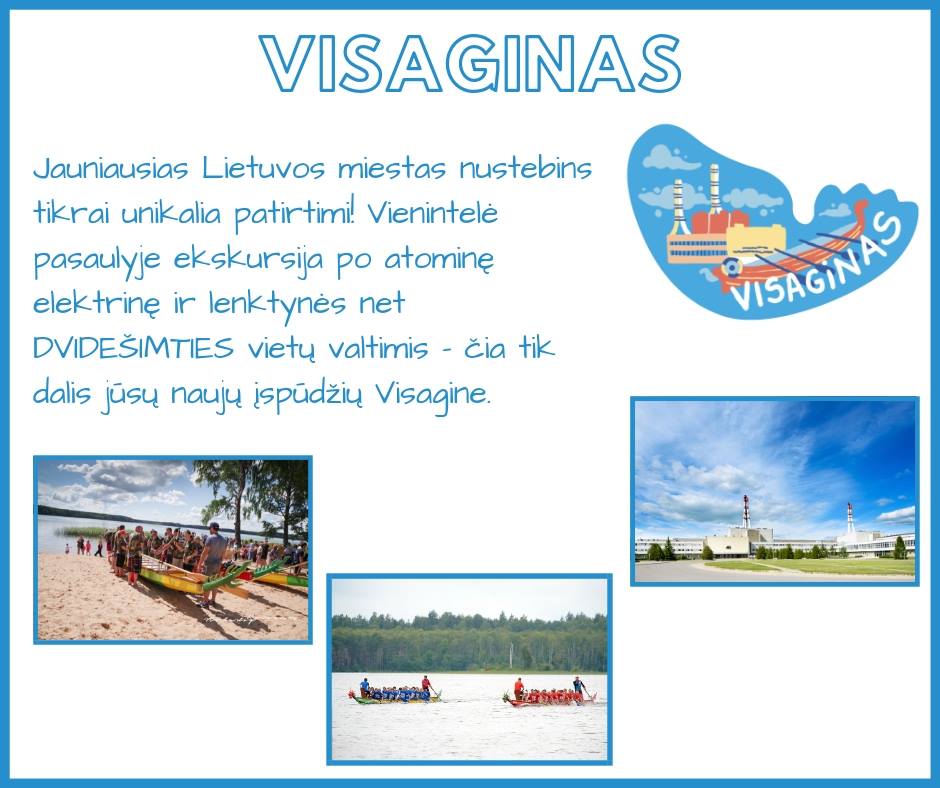 VISAGINAS
Jauniausias Lietuvos miestas nustebins
tikrai unikalia patirtimi! Vienintelė
pasaulyje ekskursija po atominę
elektrinę ir lenktynės net
DVIDEŠIMTIES vietų valtimis - čia tik
dalis jūsų naujų įspūdžių Visagine.
VISAGINAS